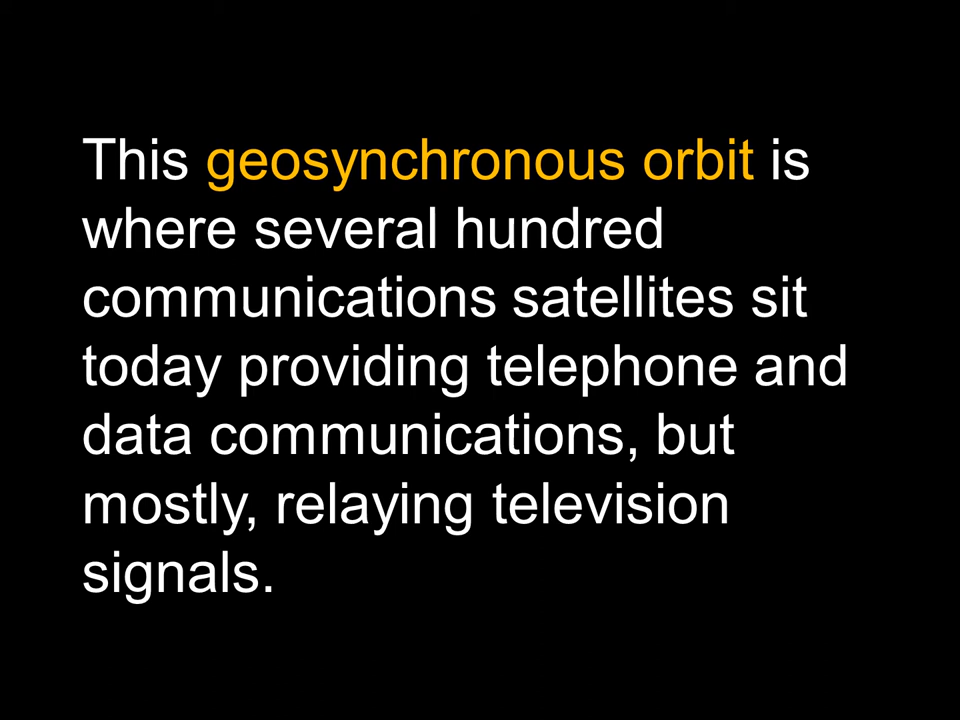 This geosynchronous orbit is
where several hundred
communications satellites sit
today providing telephone and
data communications, but
mostly, relaying television
signals.